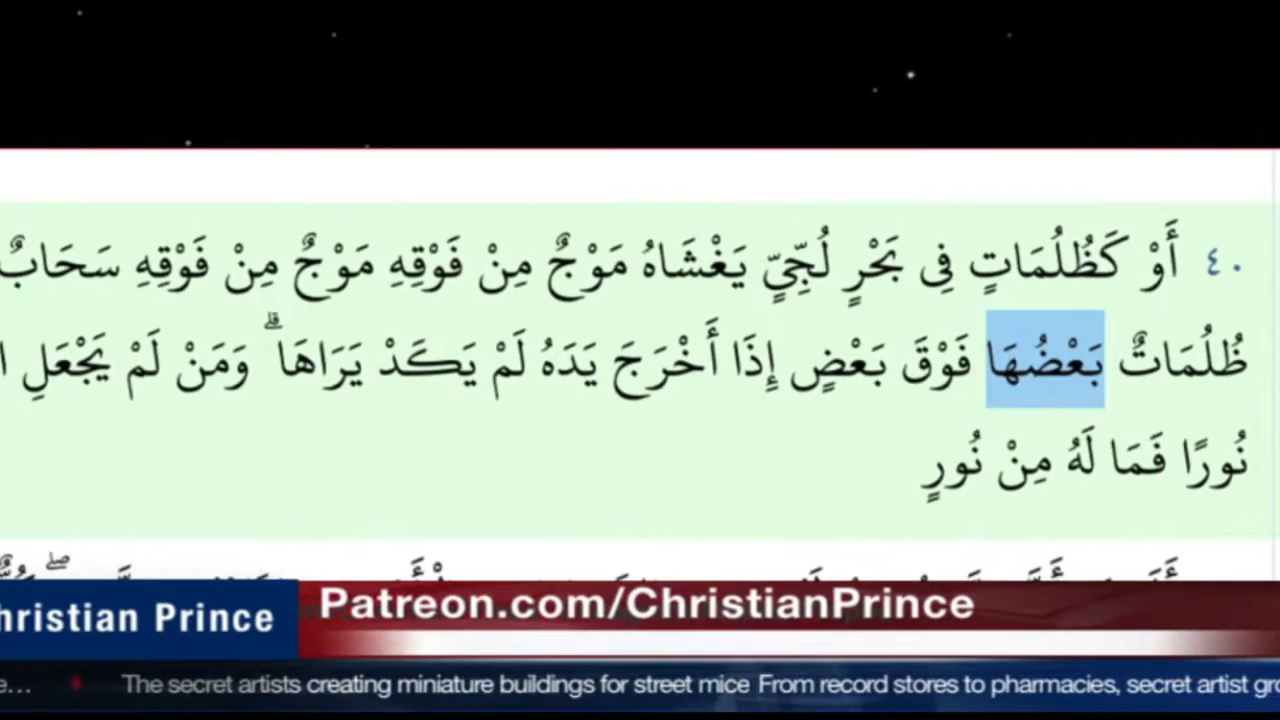 ٤٠ أَوْ كَظُلُمَاتٍ فِى بَحْرٍ لُجِّيٍّ يَغْشَاهُ مَوْجٌ مِنْ فَوْقِهِ مَوْجٌ مِنْ فَوْقِهِ سَحَابٌ
ظُلُمَاتٌ بَعْضُهَا فَوْقَ بَعْضٍ إِذَا أَخْرَجَ يَدَهُ لَمْ يَكَدْ يَرَاهَا ۗ وَمَنْ لَمْ يَجْعَلِ
نُورًا فَمَا لَهُ مِنْ نُورٍ
hristian Prince
Patreon.com/ChristianPrince
e... The secret artists creating miniature buildings for street mice From record stores to pharmacies, secret artist gr